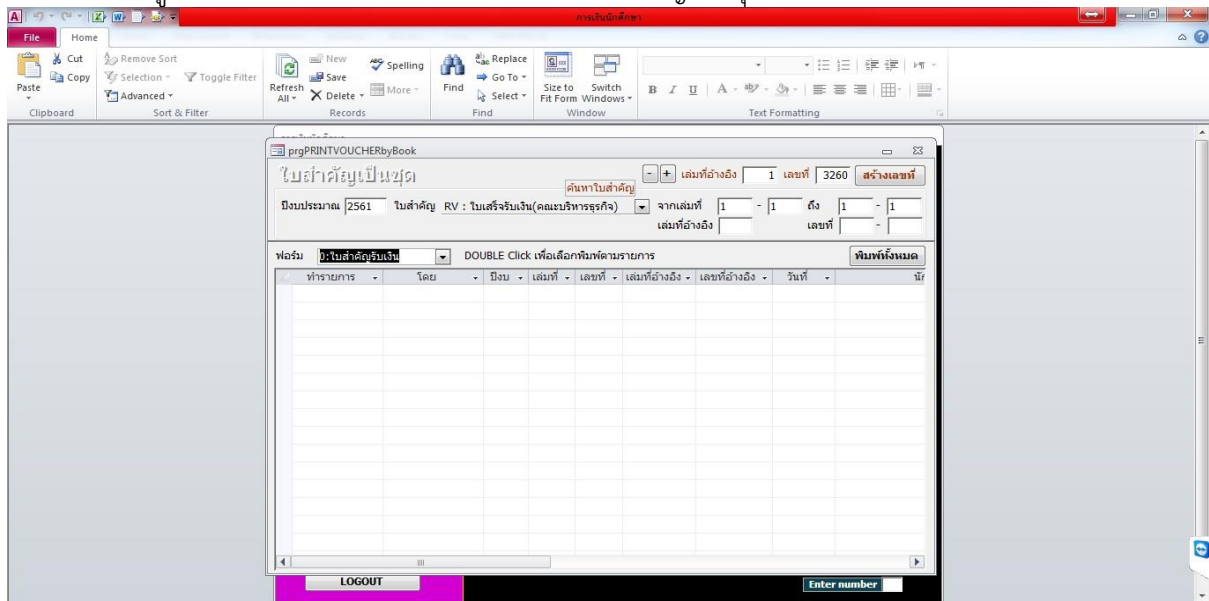 การเงินนักศึกษา
File Home
Cut Copy Paste Clipboard
Remove Sort Selection Toggle Filter Advanced Sort & Filter
Refresh All New Save Delete Spelling More Records
Find Replace Go To Select Find
Size to Fit Form Switch Windows Window
B I U A Text Formatting
prgPRINTVOUCHERbyBook
ใบสำคัญเป็นชุด
- + เล่มที่อ้างอิง 1 เลขที่ 3260 สร้างเลขที่
ค้นหาใบสำคัญ
ปีงบประมาณ 2561 ใบสำคัญ RV : ใบเสร็จรับเงิน(คณะบริหารธุรกิจ) จากเล่มที่ 1 - 1 ถึง 1 - 1
เล่มที่อ้างอิง เลขที่ -
ฟอร์ม 0:ใบสำคัญรับเงิน DOUBLE Click เพื่อเลือกพิมพ์ตามรายการ พิมพ์ทั้งหมด
ทำรายการ โดย ปีงบ เล่มที่ เลขที่ เล่มที่อ้างอิง เลขที่อ้างอิง วันที่
LOGOUT Enter number